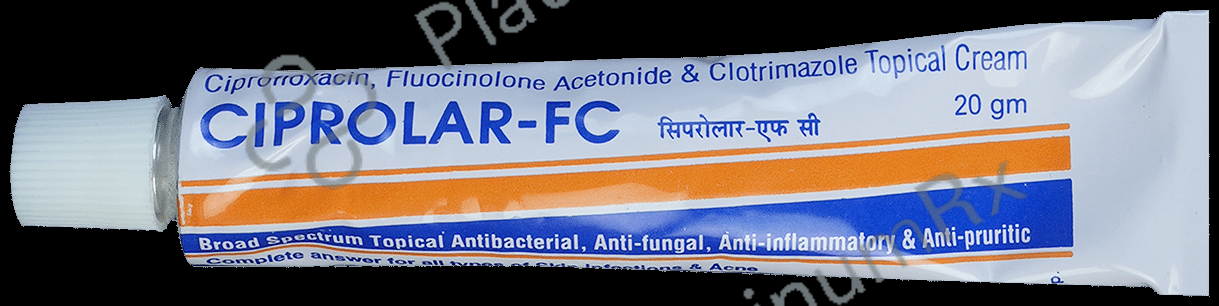 Ciprofloxacin, Fluocinolone Acetonide & Clotrimazole Topical Cream
CIPROLAR-FC सिपरोलार-एफ सी 20 gm
Broad Spectrum Topical Antibacterial, Anti-fungal, Anti-inflammatory & Anti-pruritic
Complete answer for all types of Skin Infections & Acne
PlatinumRx